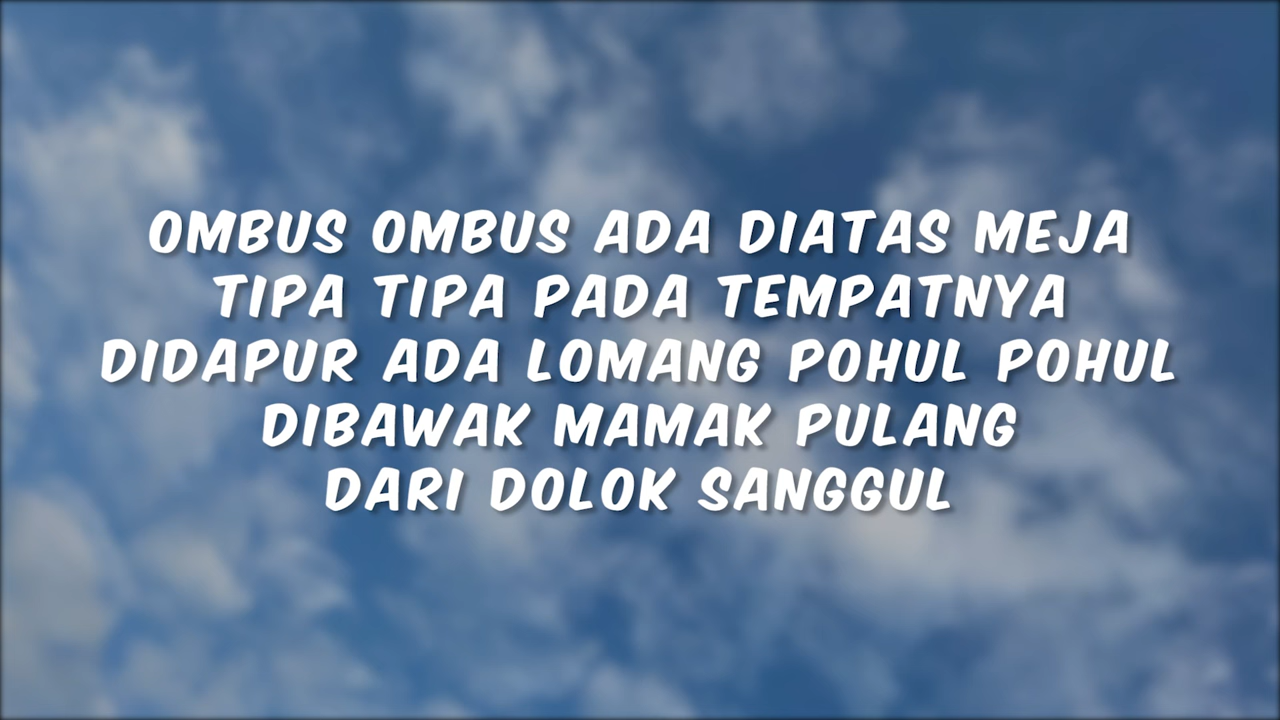 OMBUS OMBUS ADA DIATAS MEJA
TIPA TIPA PADA TEMPATNYA
DIDAPUR ADA LOMANG POHUL POHUL
DIBAWAK MAMAK PULANG
DARI DOLOK SANGGUL